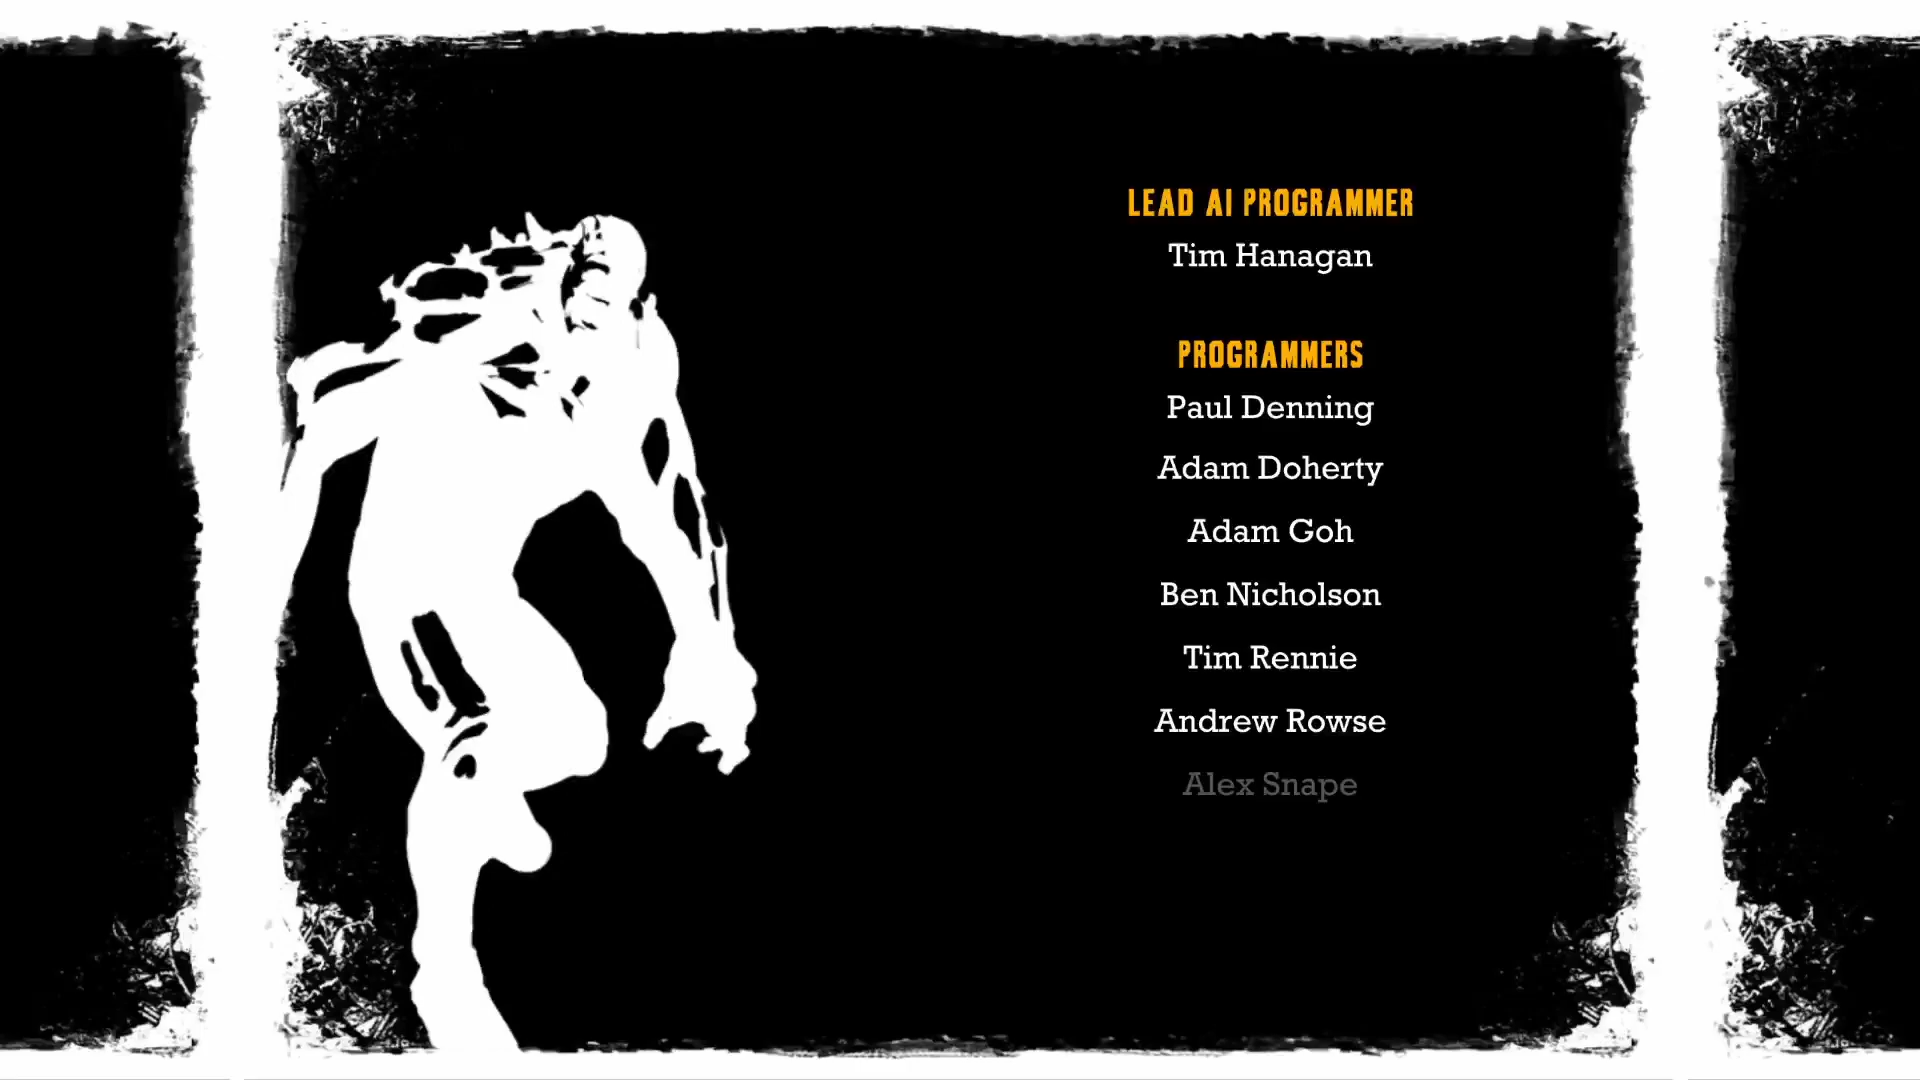 LEAD AI PROGRAMMER
Tim Hanagan
PROGRAMMERS
Paul Denning
Adam Doherty
Adam Goh
Ben Nicholson
Tim Rennie
Andrew Rowse
Alex Snape